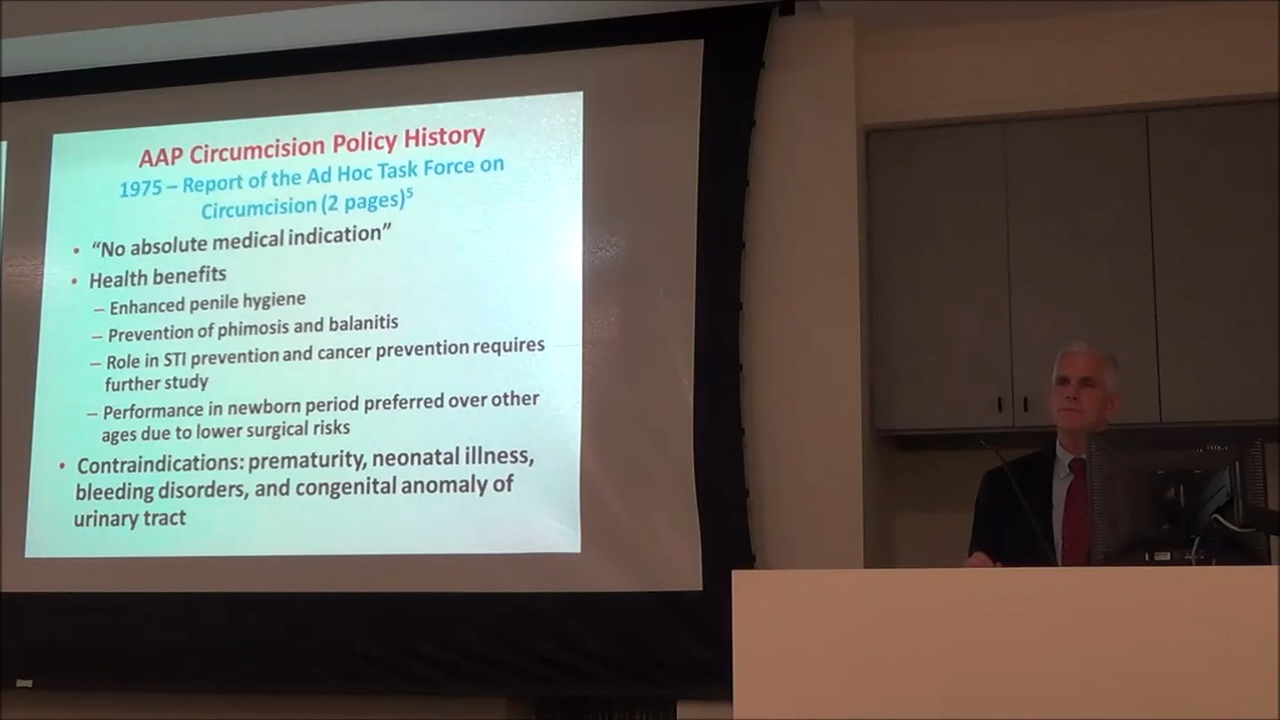 AAP Circumcision Policy History
1975 – Report of the Ad Hoc Task Force on
Circumcision (2 pages)⁵
• “No absolute medical indication”
• Health benefits
– Enhanced penile hygiene
– Prevention of phimosis and balanitis
– Role in STI prevention and cancer prevention requires
further study
– Performance in newborn period preferred over other
ages due to lower surgical risks
• Contraindications: prematurity, neonatal illness,
bleeding disorders, and congenital anomaly of
urinary tract